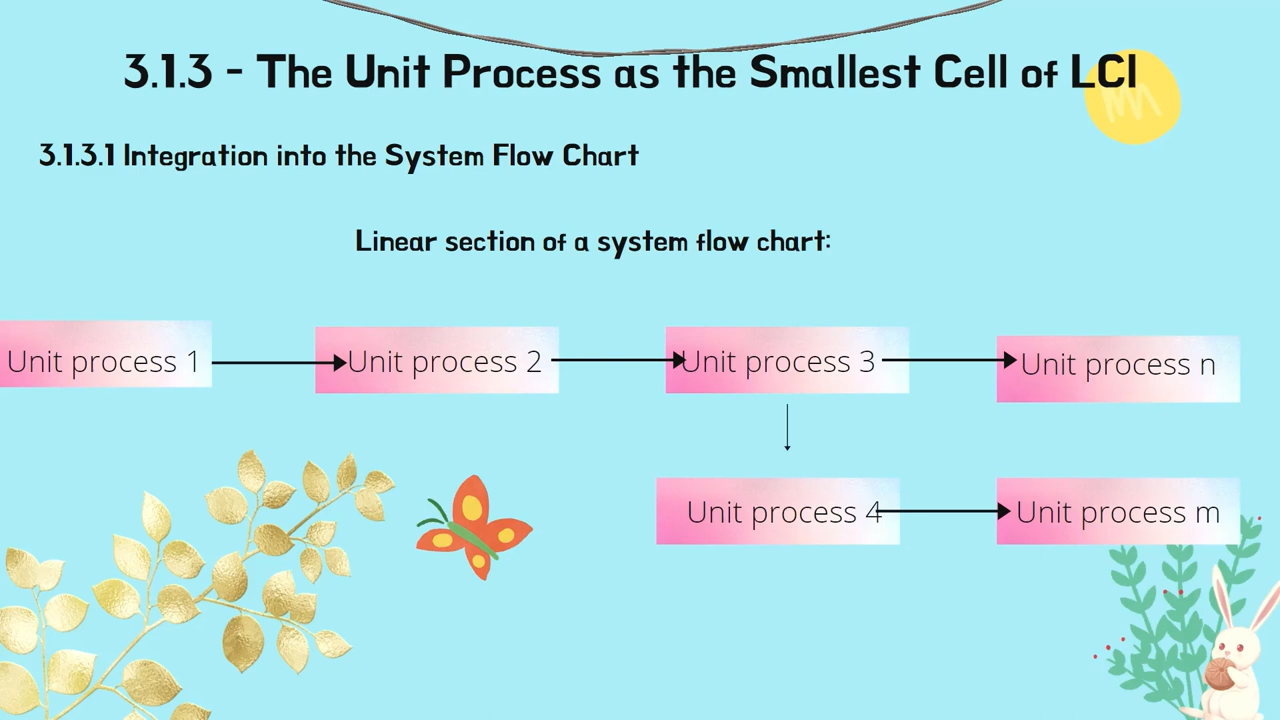 3.1.3 - The Unit Process as the Smallest Cell of LCI
3.1.3.1 Integration into the System Flow Chart
Linear section of a system flow chart:
Unit process 1
Unit process 2
Unit process 3
Unit process n
Unit process 4
Unit process m